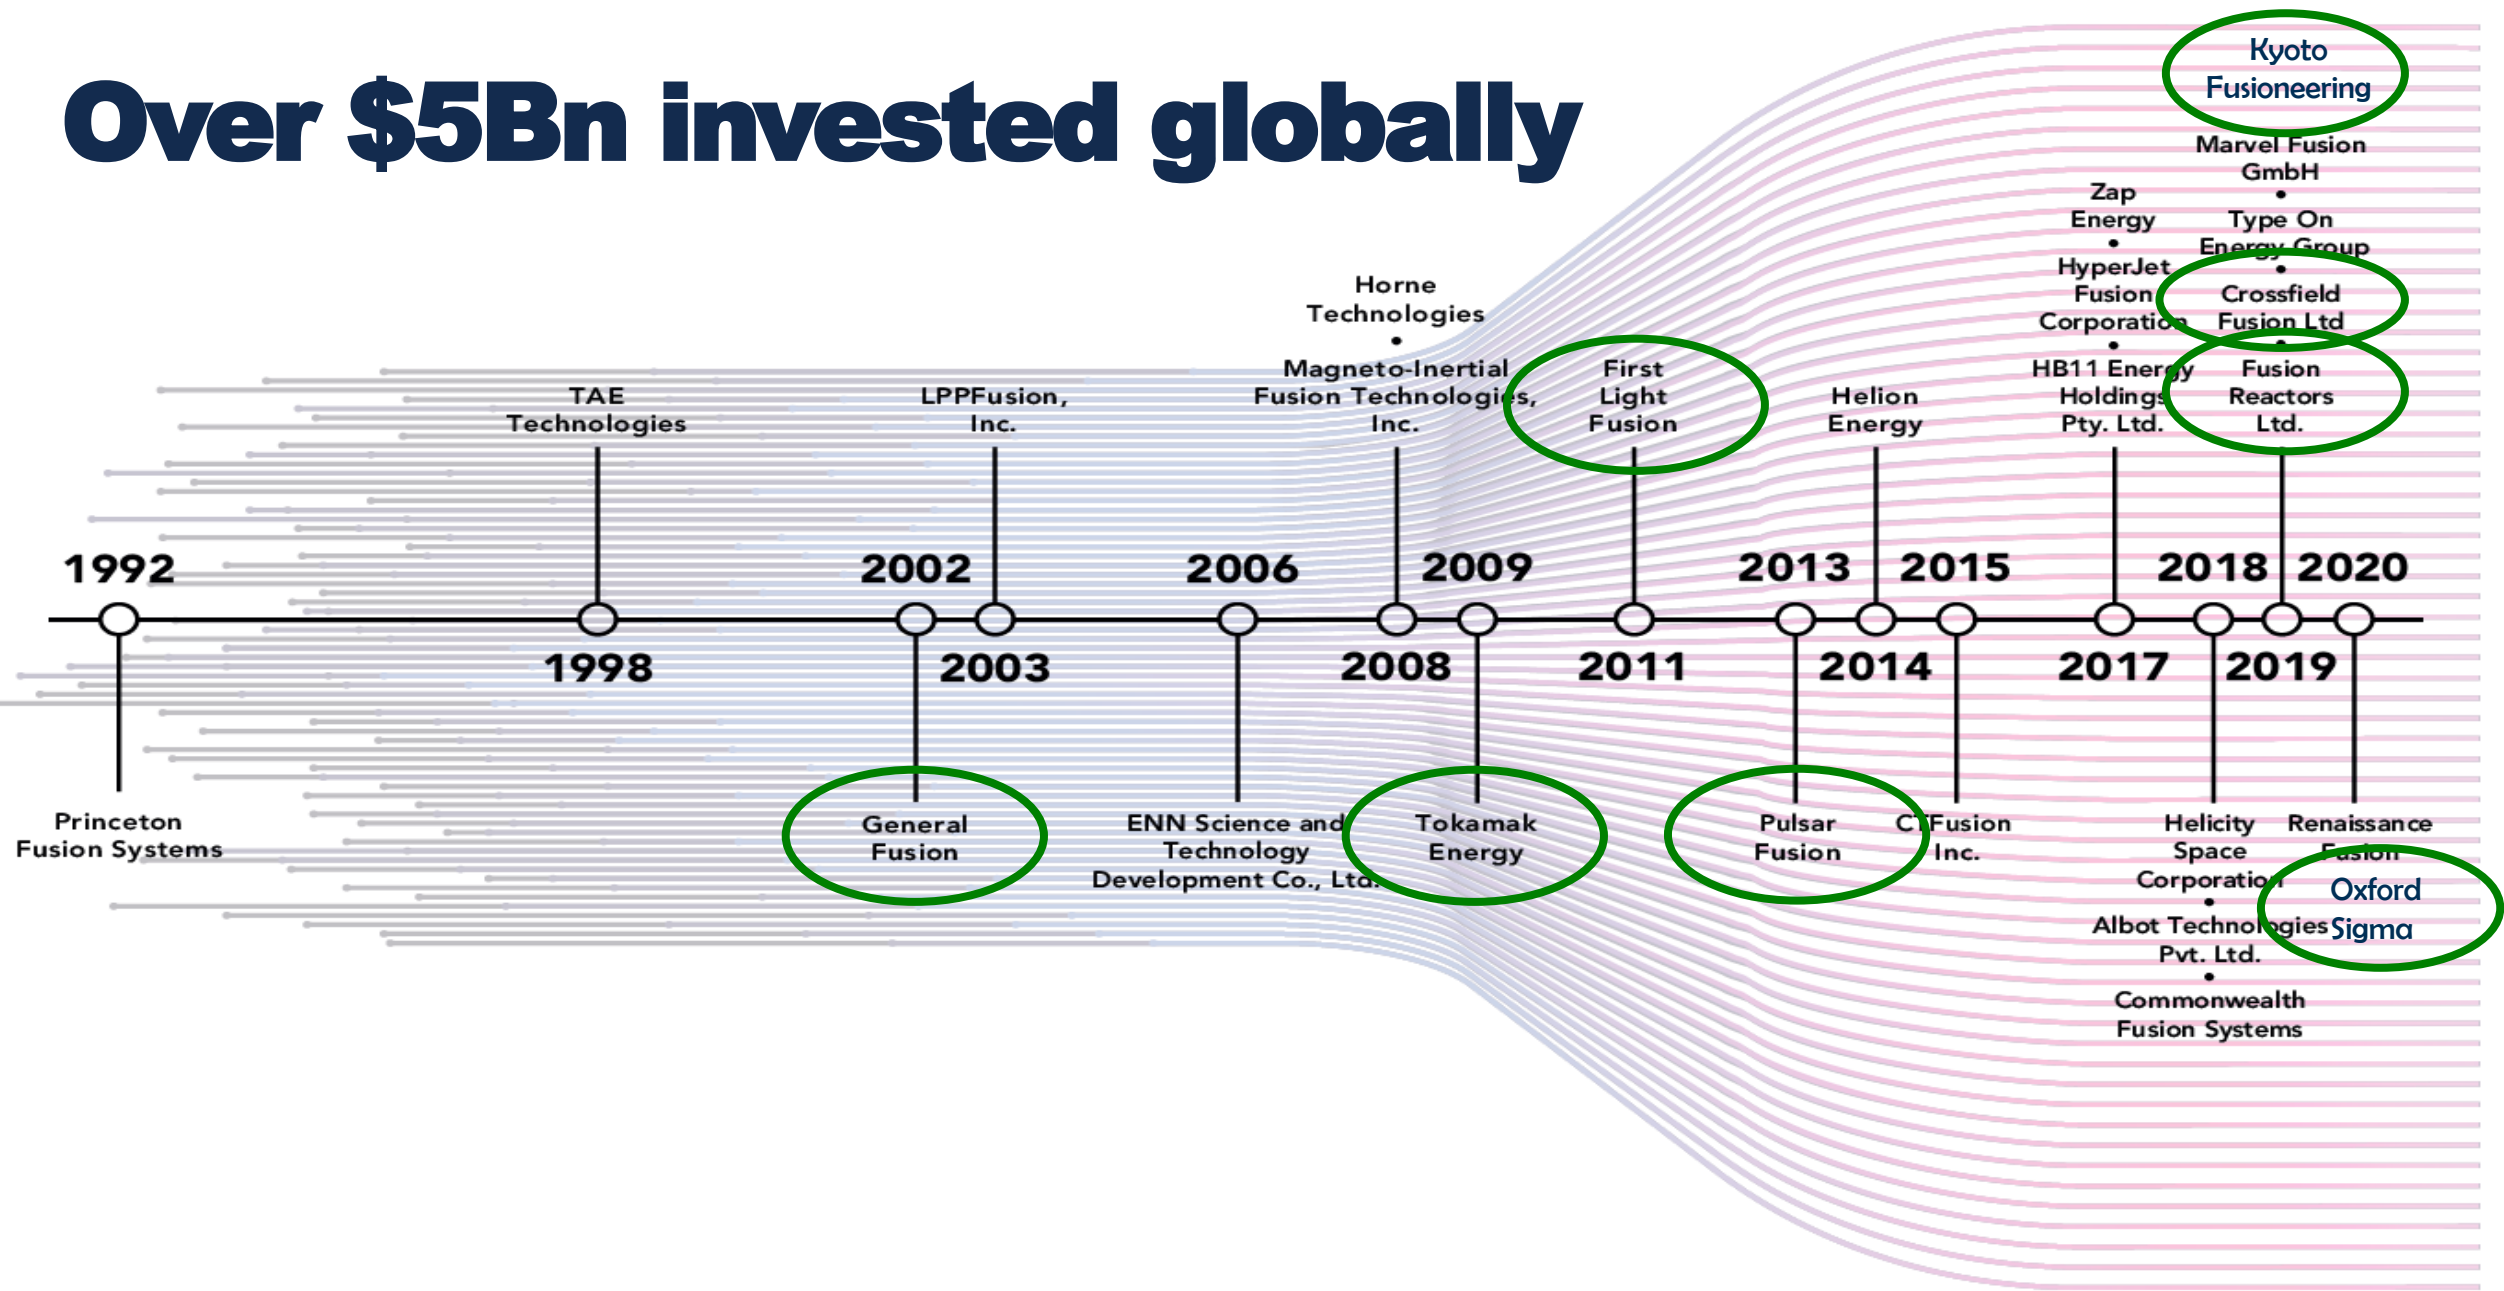 Over $5Bn invested globally
Kyoto
Fusioneering
Marvel Fusion
GmbH
•
Type On
Energy Group
•
Crossfield
Fusion Ltd
•
Fusion
Reactors
Ltd.
Zap
Energy
•
HyperJet
Fusion
Corporation
•
HB11 Energy
Holdings
Pty. Ltd.
Horne
Technologies
•
Magneto-Inertial
Fusion Technologies,
Inc.
TAE
Technologies
LPPFusion,
Inc.
First
Light
Fusion
Helion
Energy
1992
2002
2006
2009
2013
2015
2018
2020
1998
2003
2008
2011
2014
2017
2019
Princeton
Fusion Systems
General
Fusion
ENN Science and
Technology
Development Co., Ltd.
Tokamak
Energy
Pulsar
Fusion
CTFusion
Inc.
Helicity
Space
Corporation
•
Albot Technologies
Pvt. Ltd.
•
Commonwealth
Fusion Systems
Renaissance
Fusion
Oxford
Sigma